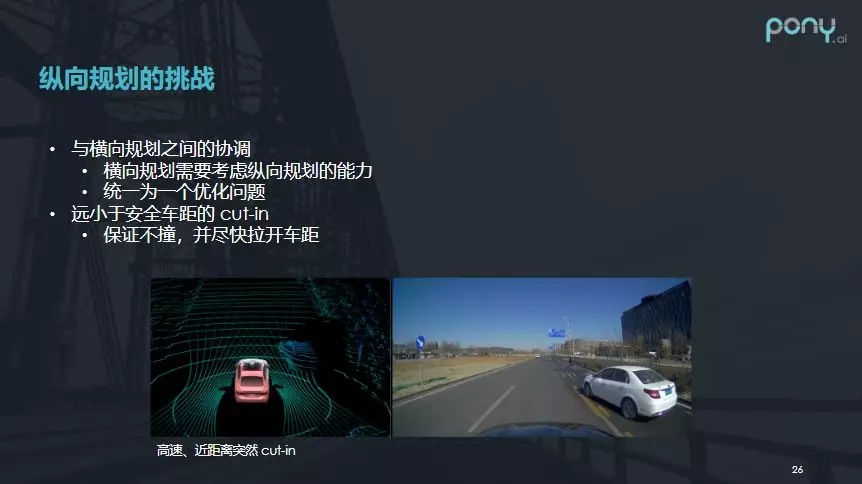 pony.ai
纵向规划的挑战
• 与横向规划之间的协调
• 横向规划需要考虑纵向规划的能力
• 统一为一个优化问题
• 远小于安全车距的 cut-in
• 保证不撞，并尽快拉开车距
高速、近距离突然 cut-in
26